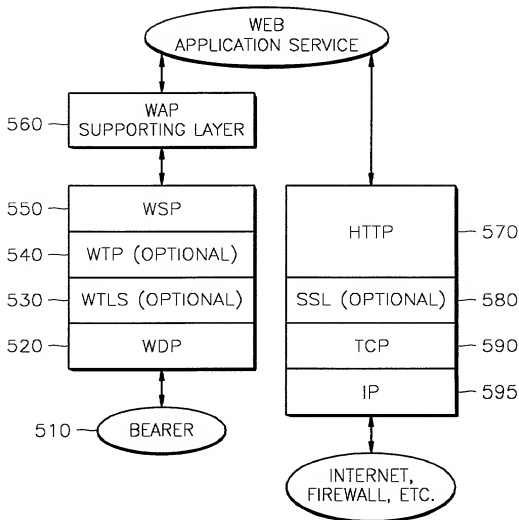 WEB
APPLICATION SERVICE
WAP
SUPPORTING LAYER
560
WSP
550
WTP (OPTIONAL)
540
WTLS (OPTIONAL)
530
WDP
520
BEARER
510
HTTP
570
SSL (OPTIONAL)
580
TCP
590
IP
595
INTERNET,
FIREWALL, ETC.